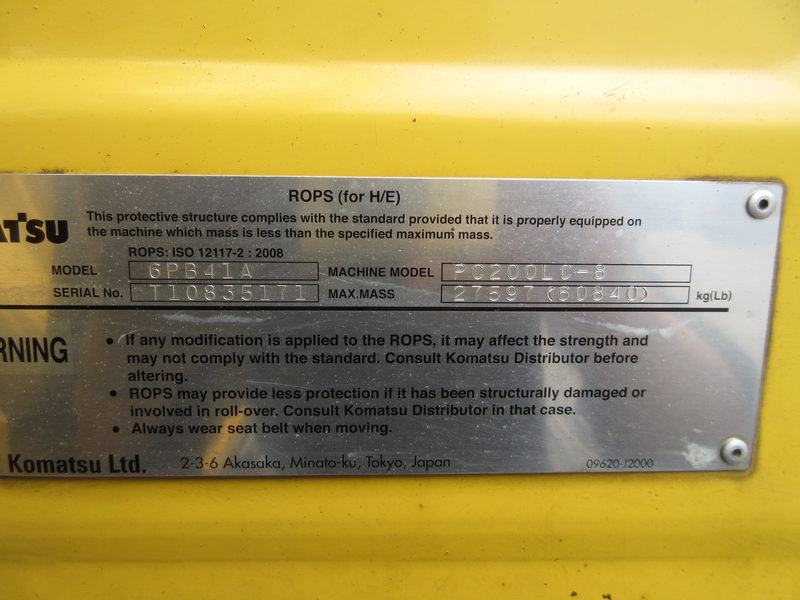 ROPS (for H/E)
ATSU
This protective structure complies with the standard provided that it is properly equipped on
the machine which mass is less than the specified maximum mass.
ROPS: ISO 12117-2 : 2008
MODEL 6PB41A MACHINE MODEL PC200LC-8
SERIAL No. T10835171 MAX.MASS 27597(60840) kg(Lb)
RNING
• If any modification is applied to the ROPS, it may affect the strength and
may not comply with the standard. Consult Komatsu Distributor before
altering.
• ROPS may provide less protection if it has been structurally damaged or
involved in roll-over. Consult Komatsu Distributor in that case.
• Always wear seat belt when moving.
Komatsu Ltd. 2-3-6 Akasaka, Minato-ku, Tokyo, Japan 09620-J2000